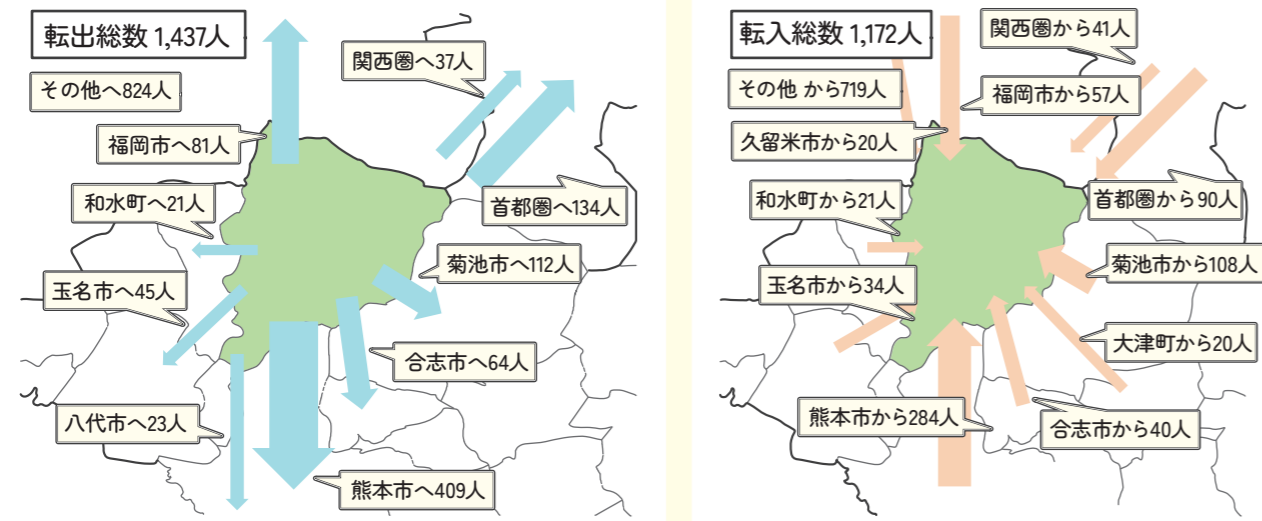 転出総数 1,437人
関西圏へ37人
その他へ824人
福岡市へ81人
和水町へ21人
首都圏へ134人
菊池市へ112人
玉名市へ45人
合志市へ64人
八代市へ23人
熊本市へ409人
転入総数 1,172人
関西圏から41人
その他 から719人
福岡市から57人
久留米市から20人
和水町から21人
首都圏から90人
菊池市から108人
玉名市から34人
大津町から20人
熊本市から284人
合志市から40人